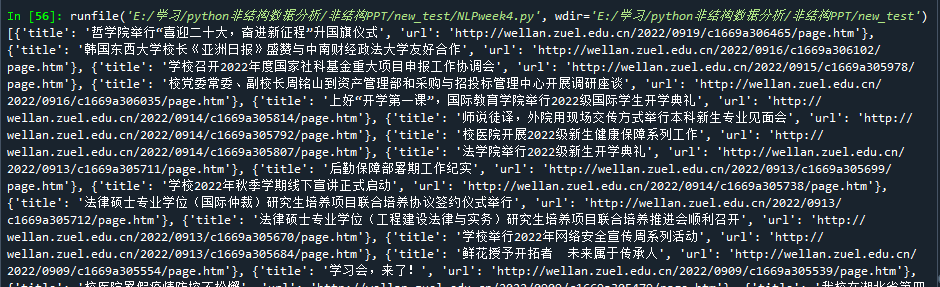 In [56]: runfile('E:/学习/python非结构数据分析/非结构PPT/new_test/NLPweek4.py', wdir='E:/学习/python非结构数据分析/非结构PPT/new_test')
[{'title': '哲学院举行“喜迎二十大，奋进新征程”升国旗仪式', 'url': 'http://wellan.zuel.edu.cn/2022/0919/c1669a306465/page.htm'},
{'title': '韩国东西大学校长《亚洲日报》盛赞与中南财经政法大学友好合作', 'url': 'http://wellan.zuel.edu.cn/2022/0916/c1669a306102/
page.htm'}, {'title': '学校召开2022年度国家社科基金重大项目申报工作协调会', 'url': 'http://wellan.zuel.edu.cn/2022/0915/c1669a305978/
page.htm'}, {'title': '校党委常委、副校长周铭山到资产管理部和采购与招投标管理中心开展调研座谈', 'url': 'http://wellan.zuel.edu.cn/
2022/0916/c1669a306035/page.htm'}, {'title': '上好“开学第一课”，国际教育学院举行2022级国际学生开学典礼', 'url': 'http://
wellan.zuel.edu.cn/2022/0914/c1669a305814/page.htm'}, {'title': '师说徒译，外院用现场交传方式举行本科新生专业见面会', 'url': 'http://
wellan.zuel.edu.cn/2022/0914/c1669a305792/page.htm'}, {'title': '校医院开展2022级新生健康保障系列工作', 'url': 'http://
wellan.zuel.edu.cn/2022/0914/c1669a305807/page.htm'}, {'title': '法学院举行2022级新生开学典礼', 'url': 'http://wellan.zuel.edu.cn/
2022/0913/c1669a305711/page.htm'}, {'title': '后勤保障部署期工作纪实', 'url': 'http://wellan.zuel.edu.cn/2022/0913/c1669a305699/
page.htm'}, {'title': '学校2022年秋季学期线下宣讲正式启动', 'url': 'http://wellan.zuel.edu.cn/2022/0914/c1669a305738/page.htm'},
{'title': '法律硕士专业学位（国际仲裁）研究生培养项目联合培养协议签约仪式举行', 'url': 'http://wellan.zuel.edu.cn/2022/0913/
c1669a305712/page.htm'}, {'title': '法律硕士专业学位（工程建设法律与实务）研究生培养项目联合培养推进会顺利召开', 'url': 'http://
wellan.zuel.edu.cn/2022/0913/c1669a305670/page.htm'}, {'title': '学校举行2022年网络安全宣传周系列活动', 'url': 'http://
wellan.zuel.edu.cn/2022/0913/c1669a305684/page.htm'}, {'title': '鲜花授予开拓者 未来属于传承人', 'url': 'http://wellan.zuel.edu.cn/
2022/0909/c1669a305554/page.htm'}, {'title': '学习会，来了！', 'url': 'http://wellan.zuel.edu.cn/2022/0909/c1669a305539/page.htm'},